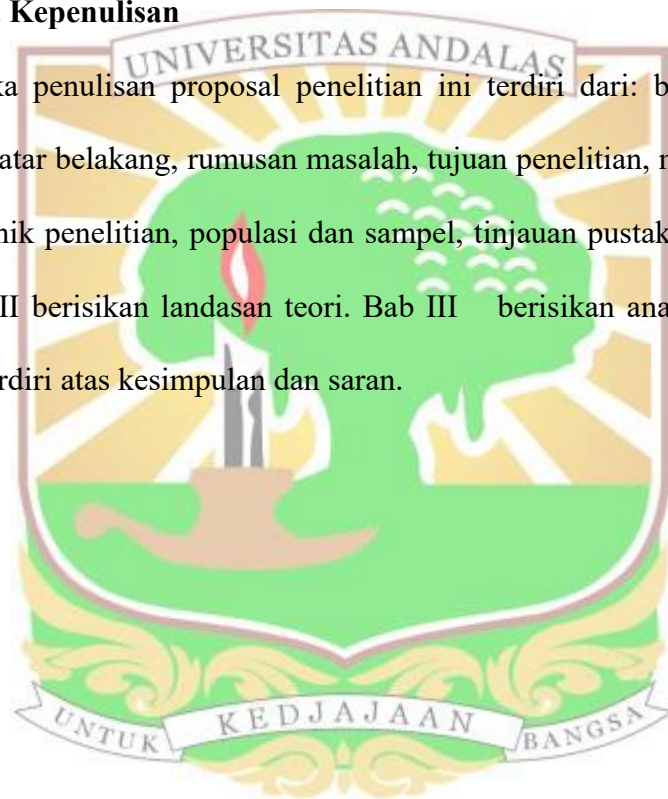 Kepenulisan
UNIVERSITAS ANDALAS
ka penulisan proposal penelitian ini terdiri dari: b
atar belakang, rumusan masalah, tujuan penelitian,
nik penelitian, populasi dan sampel, tinjauan pustak
II berisikan landasan teori. Bab III berisikan ana
rdiri atas kesimpulan dan saran.
UNTUK KEDJAJAAN BANGSA